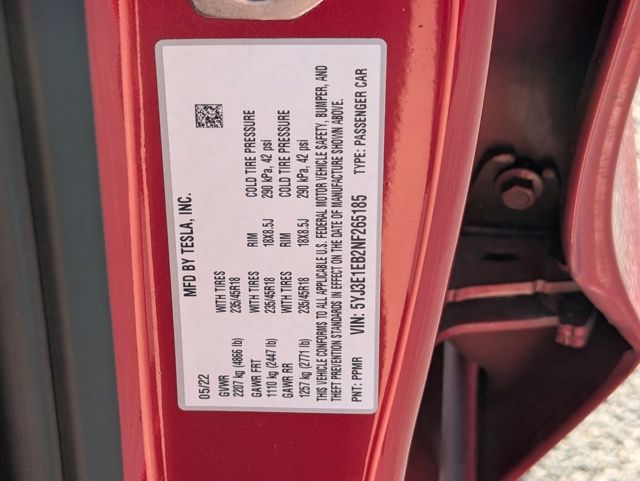 MFD BY TESLA, INC.
05/22
GVWR WITH TIRES RIM COLD TIRE PRESSURE
2207 kg (4866 lb) 235/45R18 18X8.5J 290 kPa, 42 psi
GAWR FRT WITH TIRES RIM COLD TIRE PRESSURE
1110 kg (2447 lb) 235/45R18 18X8.5J 290 kPa, 42 psi
GAWR RR
1257 kg (2771 lb)
THIS VEHICLE CONFORMS TO ALL APPLICABLE U.S. FEDERAL MOTOR VEHICLE SAFETY, BUMPER, AND
THEFT PREVENTION STANDARDS IN EFFECT ON THE DATE OF MANUFACTURE SHOWN ABOVE.
VIN: 5YJ3E1EB2NF265185
PNT: PPMR TYPE: PASSENGER CAR